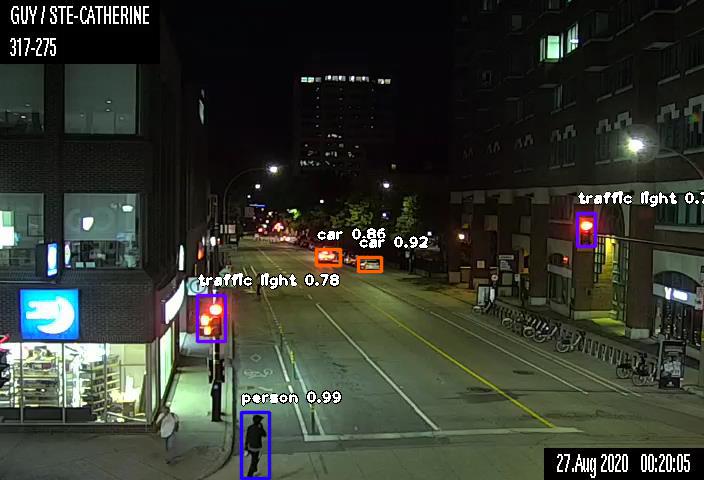 GUY / STE-CATHERINE
317-275
traffic light 0.7
car 0.86
car 0.92
traffic light 0.78
person 0.99
27.Aug 2020 00:20:05